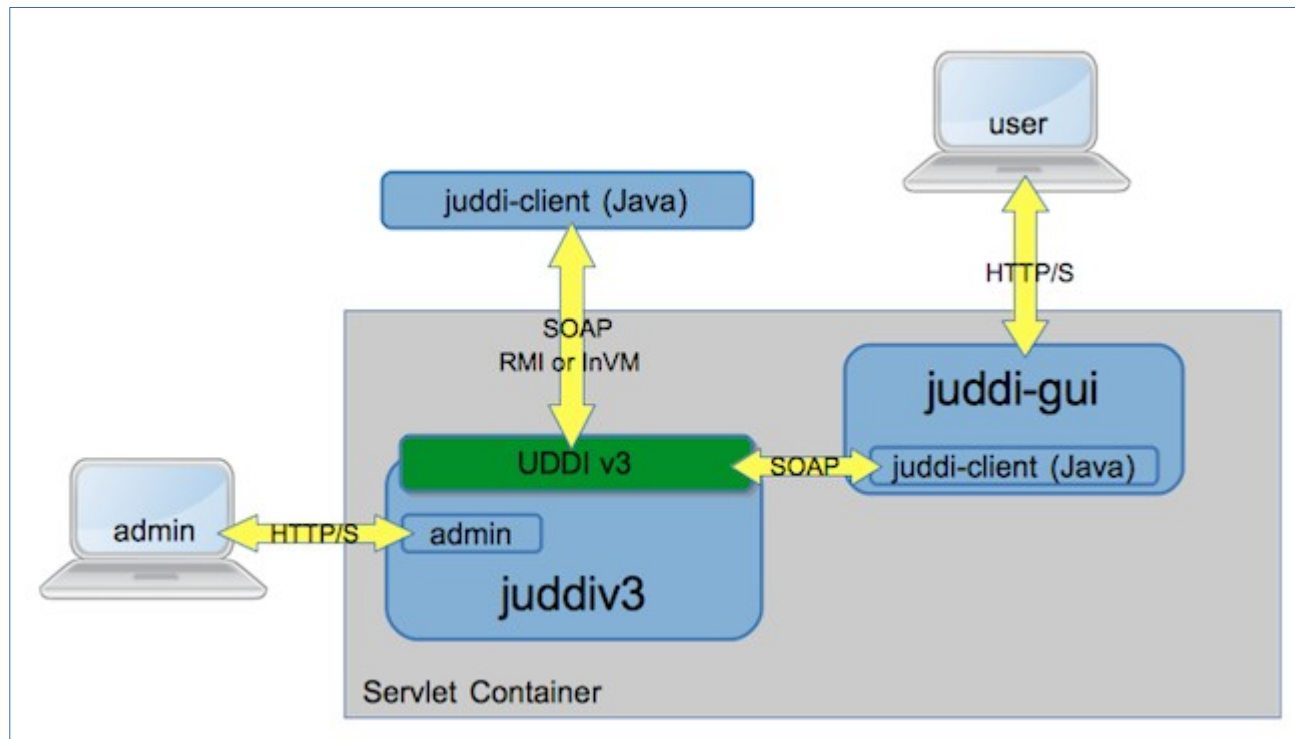 user
juddi-client (Java)
HTTP/S
SOAP
RMI or InVM
juddi-gui
UDDI v3
SOAP
juddi-client (Java)
admin
HTTP/S
admin
juddiv3
Servlet Container